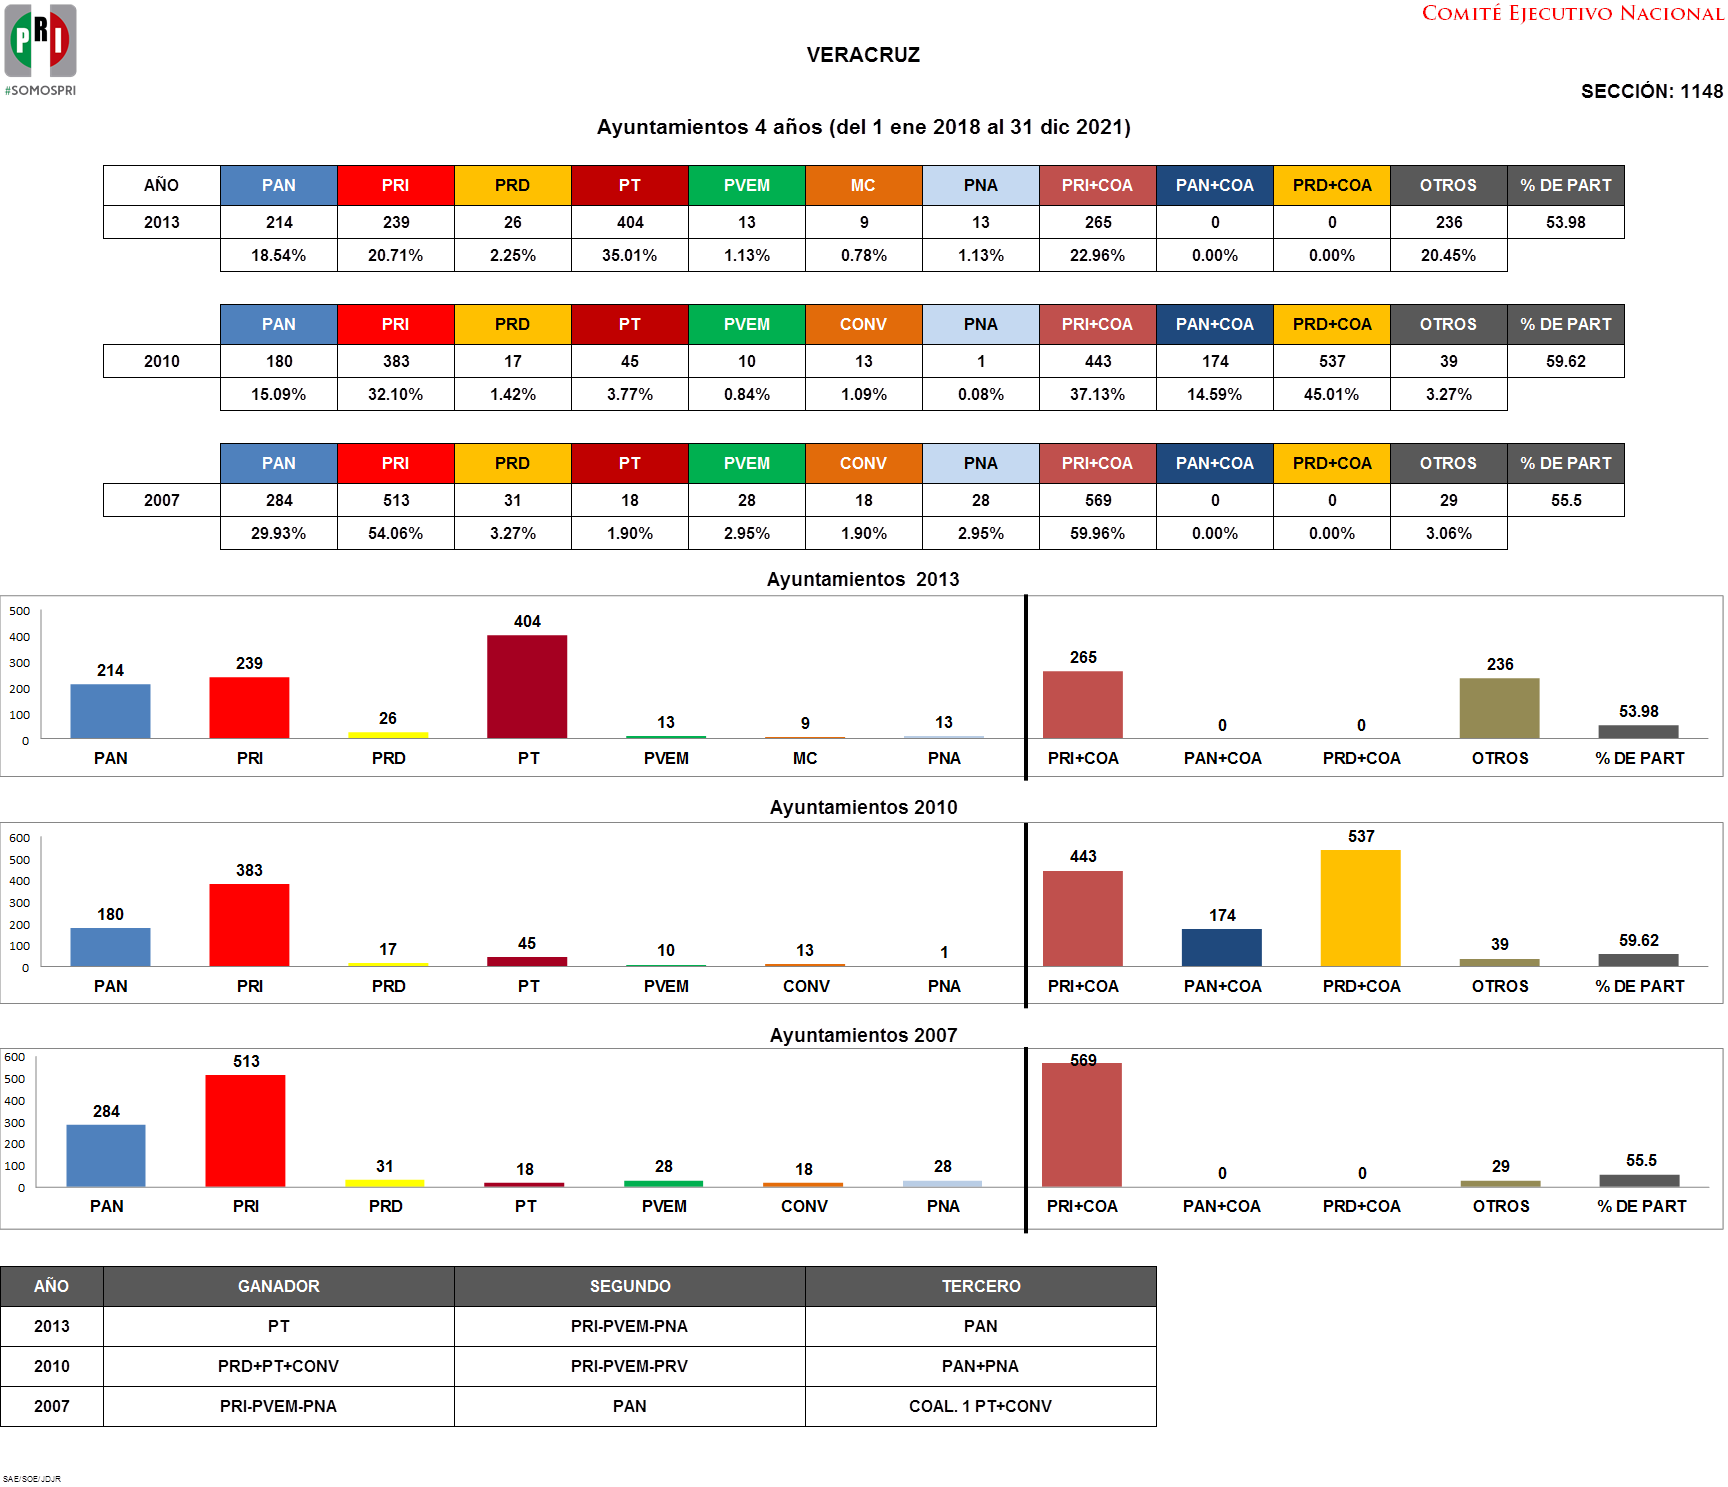 PRI
#SOMOSPRI
COMITÉ EJECUTIVO NACIONAL
VERACRUZ
SECCIÓN: 1148
Ayuntamientos 4 años (del 1 ene 2018 al 31 dic 2021)
AÑO PAN PRI PRD PT PVEM MC PNA PRI+COA PAN+COA PRD+COA OTROS % DE PART
2013 214 239 26 404 13 9 13 265 0 0 236 53.98
18.54% 20.71% 2.25% 35.01% 1.13% 0.78% 1.13% 22.96% 0.00% 0.00% 20.45%
PAN PRI PRD PT PVEM CONV PNA PRI+COA PAN+COA PRD+COA OTROS % DE PART
2010 180 383 17 45 10 13 1 443 174 537 39 59.62
15.09% 32.10% 1.42% 3.77% 0.84% 1.09% 0.08% 37.13% 14.59% 45.01% 3.27%
PAN PRI PRD PT PVEM CONV PNA PRI+COA PAN+COA PRD+COA OTROS % DE PART
2007 284 513 31 18 28 18 28 569 0 0 29 55.5
29.93% 54.06% 3.27% 1.90% 2.95% 1.90% 2.95% 59.96% 0.00% 0.00% 3.06%
Ayuntamientos 2013
500
400
300
200
100
0
214 239 26 404 13 9 13 265 0 0 236 53.98
PAN PRI PRD PT PVEM MC PNA PRI+COA PAN+COA PRD+COA OTROS % DE PART
Ayuntamientos 2010
600
500
400
300
200
100
0
180 383 17 45 10 13 1 443 174 537 39 59.62
PAN PRI PRD PT PVEM CONV PNA PRI+COA PAN+COA PRD+COA OTROS % DE PART
Ayuntamientos 2007
600
500
400
300
200
100
0
284 513 31 18 28 18 28 569 0 0 29 55.5
PAN PRI PRD PT PVEM CONV PNA PRI+COA PAN+COA PRD+COA OTROS % DE PART
AÑO GANADOR SEGUNDO TERCERO
2013 PT PRI-PVEM-PNA PAN
2010 PRD+PT+CONV PRI-PVEM-PRV PAN+PNA
2007 PRI-PVEM-PNA PAN COAL. 1 PT+CONV
SAE/SOE/JDJR